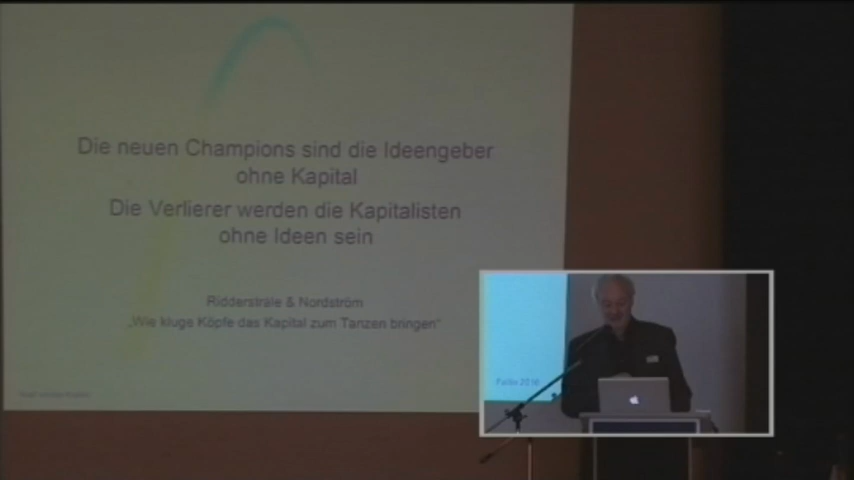 Die neuen Champions sind die Ideengeber
ohne Kapital
Die Verlierer werden die Kapitalisten
ohne Ideen sein
Ridderstråle & Nordström
„Wie kluge Köpfe das Kapital zum Tanzen bringen"